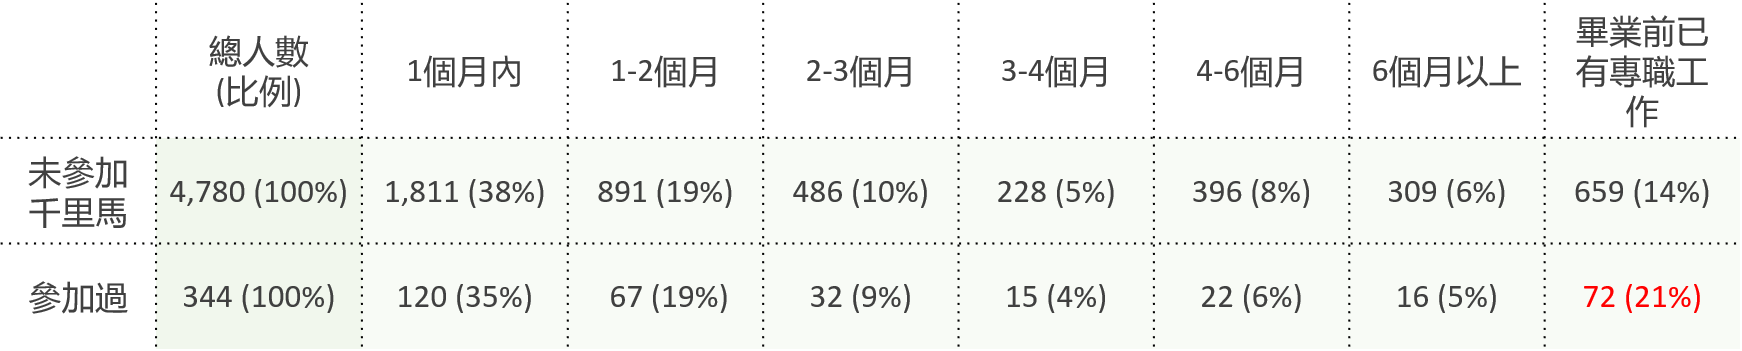 總人數
(比例)
1個月內
1-2個月
2-3個月
3-4個月
4-6個月
6個月以上
畢業前已
有專職工
作
未參加
千里馬
4,780 (100%)
1,811 (38%)
891 (19%)
486 (10%)
228 (5%)
396 (8%)
309 (6%)
659 (14%)
參加過
344 (100%)
120 (35%)
67 (19%)
32 (9%)
15 (4%)
22 (6%)
16 (5%)
72 (21%)